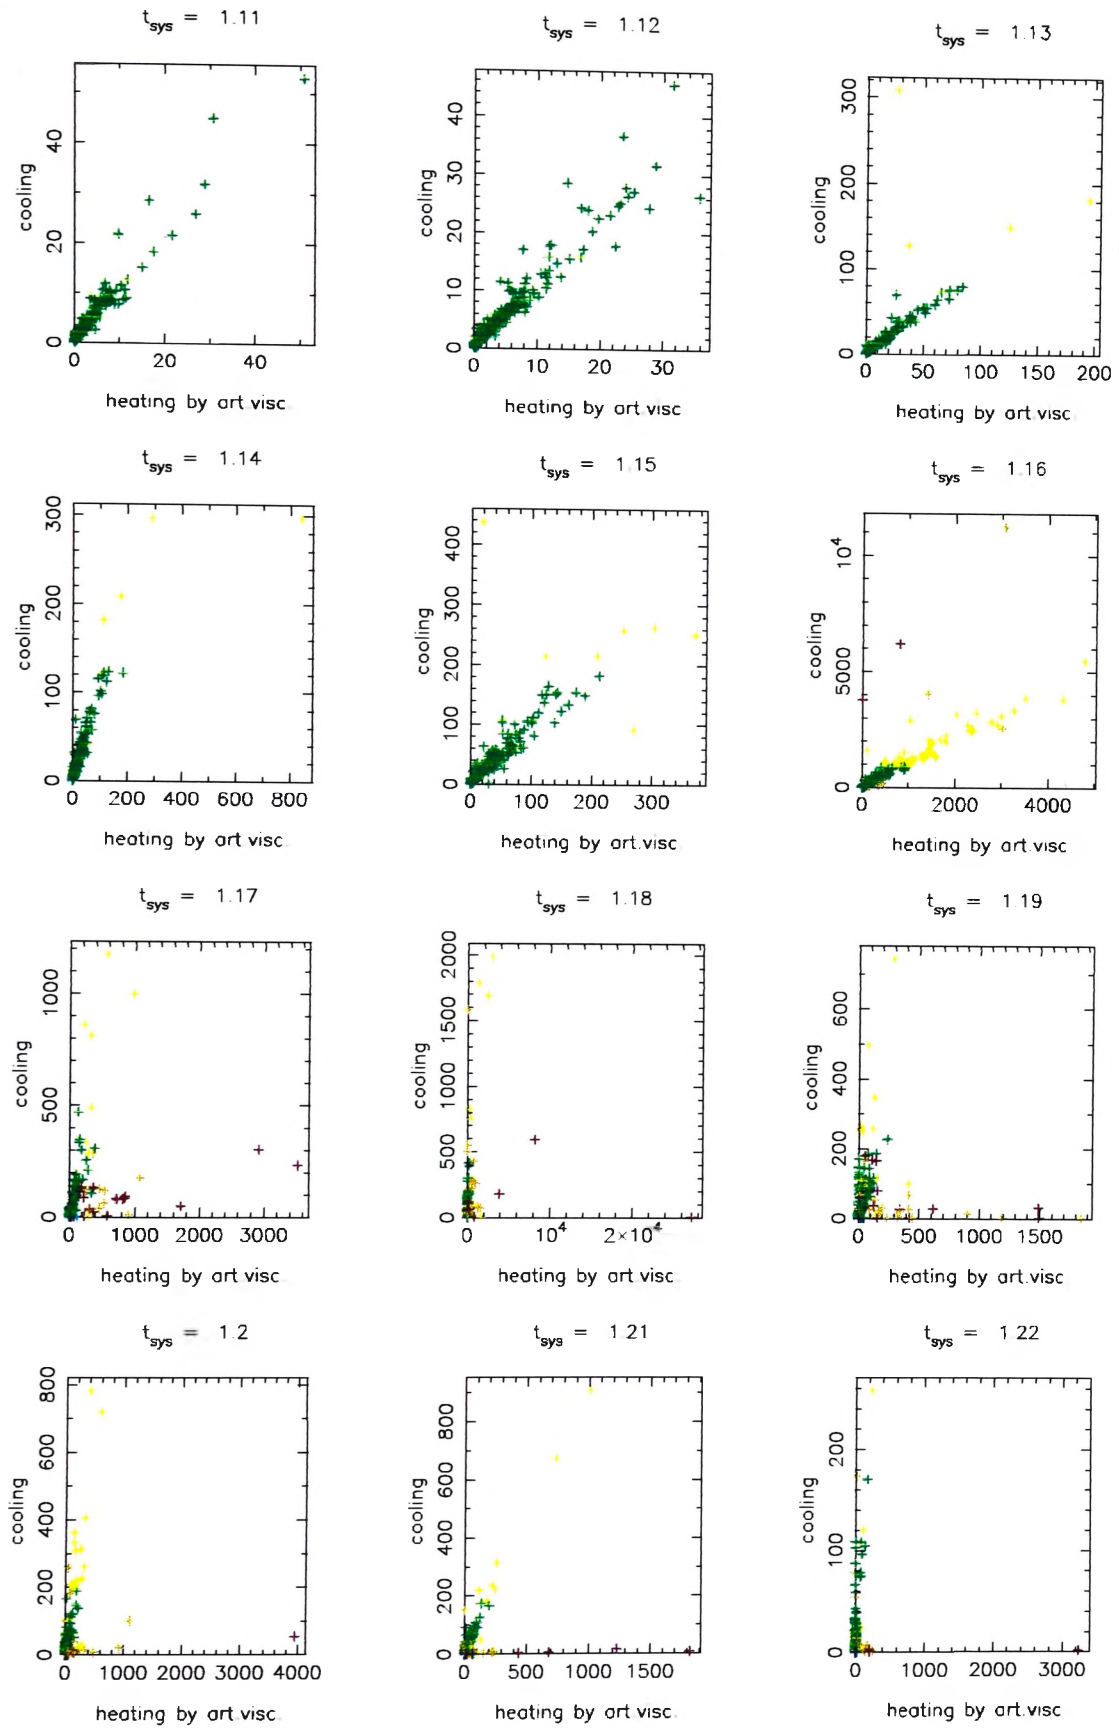 t_sys = 1.11
t_sys = 1.12
t_sys = 1.13
cooling
0 20 40
0 20 40
heating by art.visc.
cooling
0 10 20 30 40
0 10 20 30
heating by art.visc
cooling
0 100 200 300
0 50 100 150 200
heating by art.visc
t_sys = 1.14
t_sys = 1.15
t_sys = 1.16
cooling
0 100 200 300
0 200 400 600 800
heating by art.visc.
cooling
0 100 200 300 400
0 100 200 300
heating by art.visc.
cooling
0 5000 10^4
0 2000 4000
heating by art.visc
t_sys = 1.17
t_sys = 1.18
t_sys = 1.19
cooling
0 500 1000
0 1000 2000 3000
heating by art.visc.
cooling
0 500 1000 1500 2000
0 10^4 2×10^4
heating by art.visc.
cooling
0 200 400 600
0 500 1000 1500
heating by art.visc
t_sys = 1.2
t_sys = 1.21
t_sys = 1.22
cooling
0 200 400 600 800
0 1000 2000 3000 4000
heating by art.visc.
cooling
0 200 400 600 800
0 500 1000 1500
heating by art.visc.
cooling
0 100 200
0 1000 2000 3000
heating by art.visc